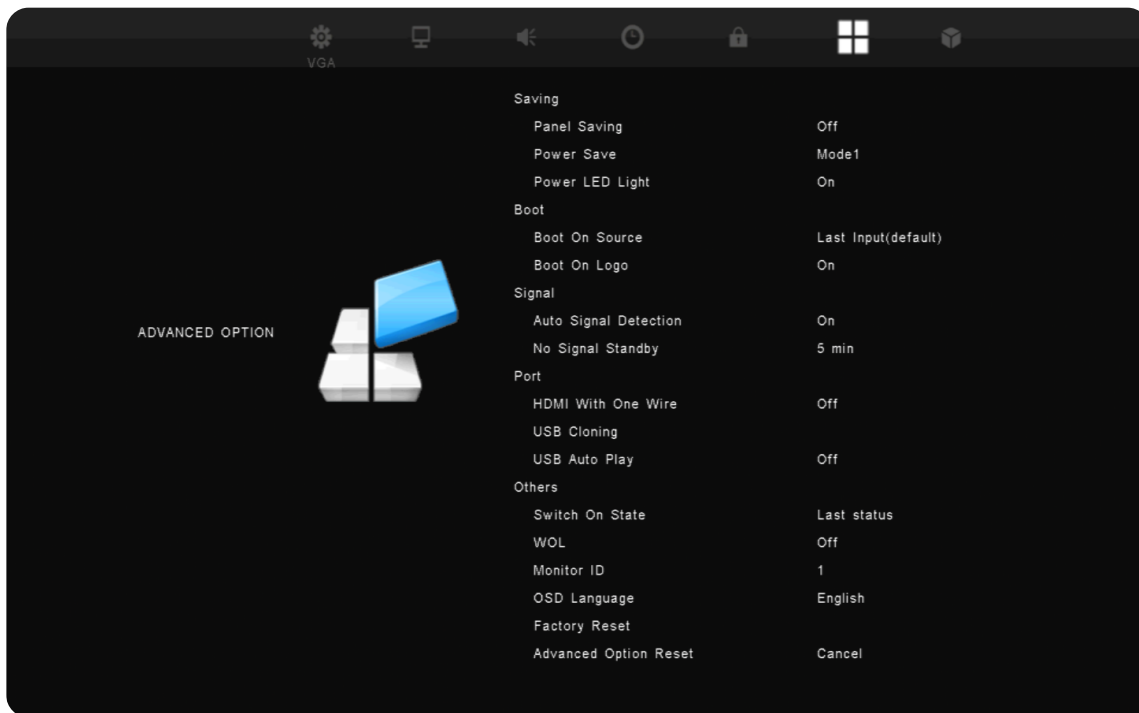 VGA
Saving
Panel Saving Off
Power Save Mode1
Power LED Light On
Boot
Boot On Source Last Input(default)
Boot On Logo On
Signal
ADVANCED OPTION
Auto Signal Detection On
No Signal Standby 5 min
Port
HDMI With One Wire Off
USB Cloning
USB Auto Play Off
Others
Switch On State Last status
WOL Off
Monitor ID 1
OSD Language English
Factory Reset
Advanced Option Reset Cancel